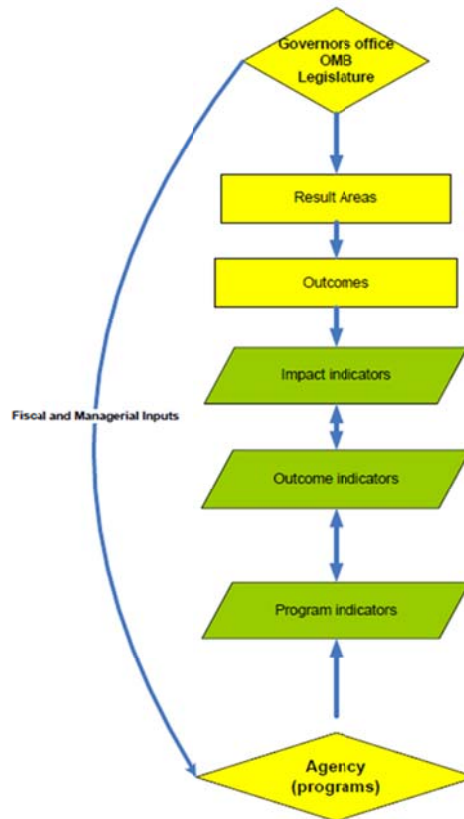 Governors office
OMB
Legislature
Result Areas
Outcomes
Impact indicators
Fiscal and Managerial Inputs
Outcome indicators
Program indicators
Agency
(programs)